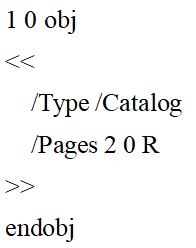 1 0 obj
<<
/Type /Catalog
/Pages 2 0 R
>>
endobj